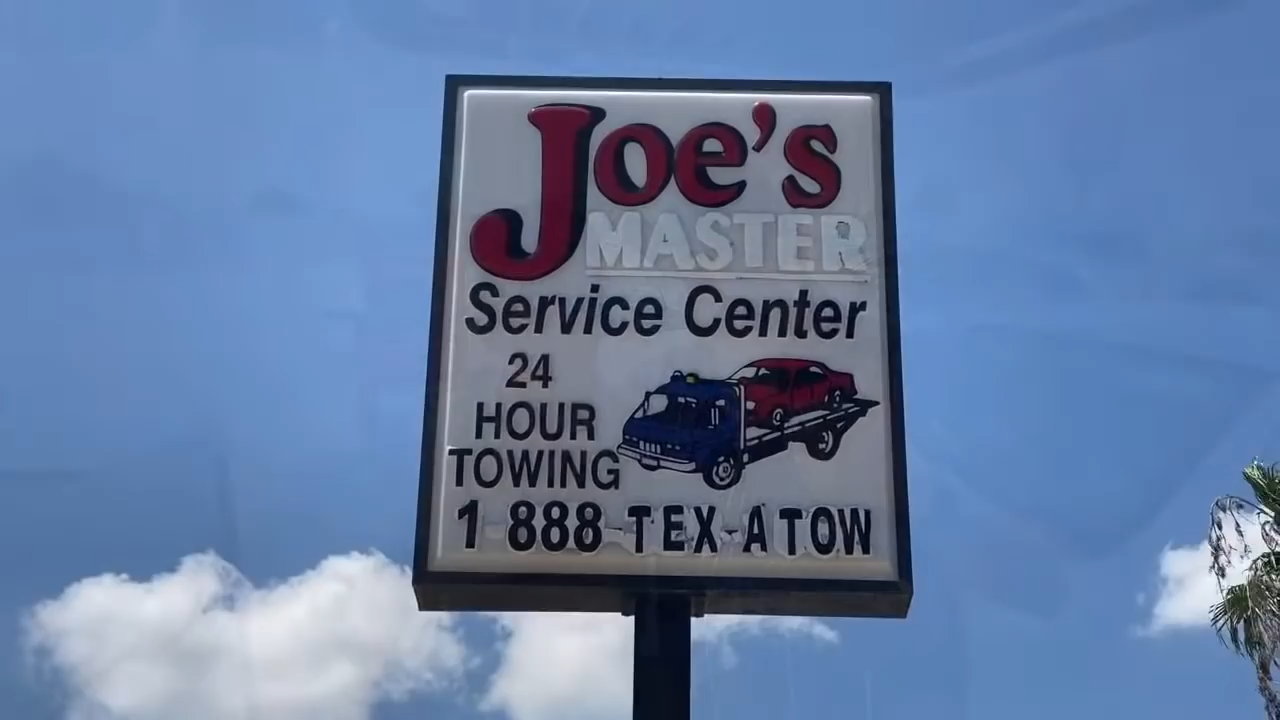 Joe's
MASTER
Service Center
24
HOUR
TOWING
1 888-TEX-ATOW